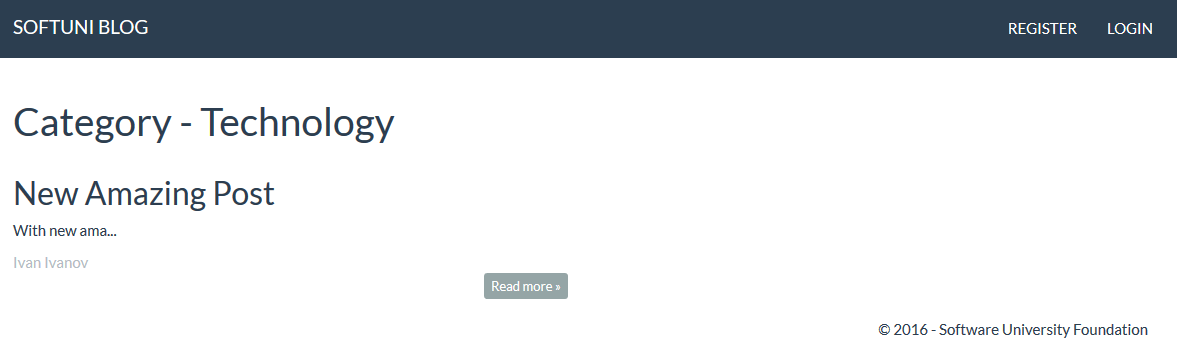 SOFTUNI BLOG
REGISTER
LOGIN
Category - Technology
New Amazing Post
With new ama...
Ivan Ivanov
Read more »
© 2016 - Software University Foundation